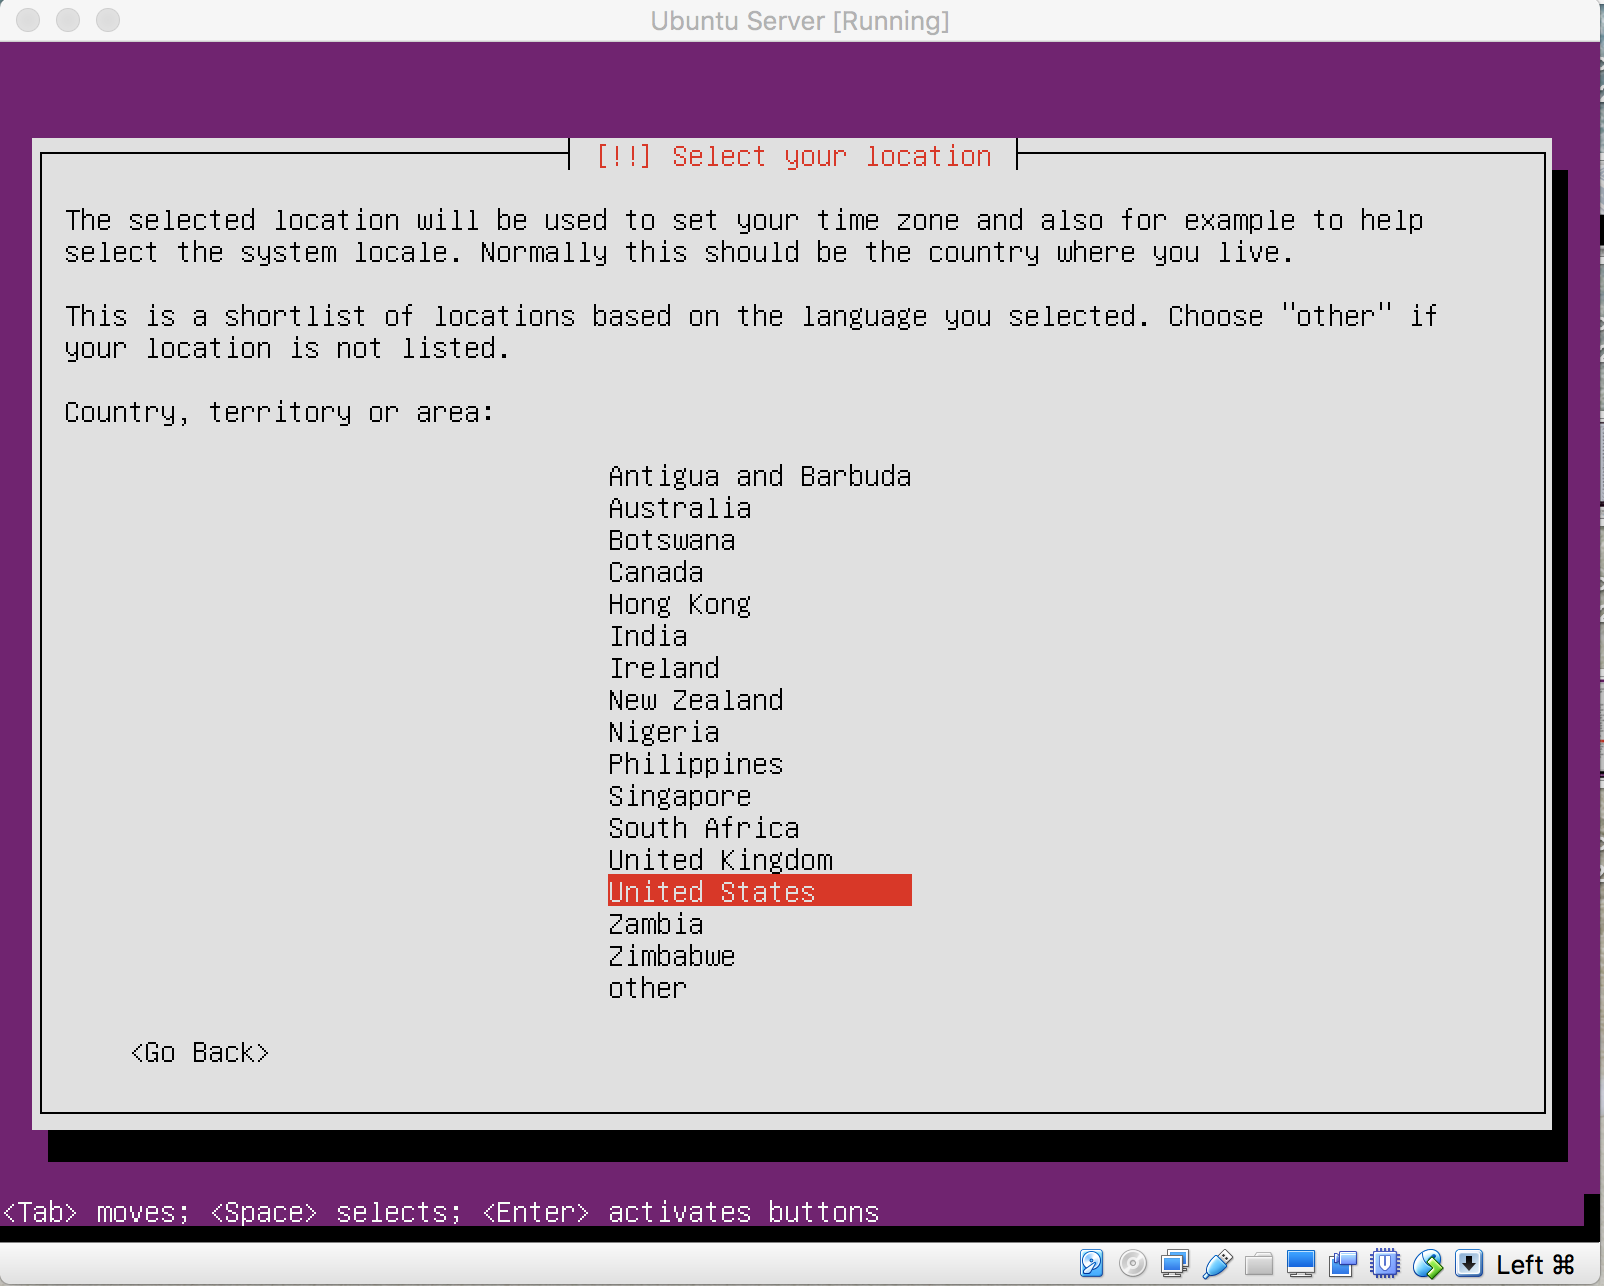 Ubuntu Server [Running]
[!!] Select your location
The selected location will be used to set your time zone and also for example to help
select the system locale. Normally this should be the country where you live.
This is a shortlist of locations based on the language you selected. Choose "other" if
your location is not listed.
Country, territory or area:
Antigua and Barbuda
Australia
Botswana
Canada
Hong Kong
India
Ireland
New Zealand
Nigeria
Philippines
Singapore
South Africa
United Kingdom
United States
Zambia
Zimbabwe
other
<Go Back>
<Tab> moves; <Space> selects; <Enter> activates buttons
Left ⌘